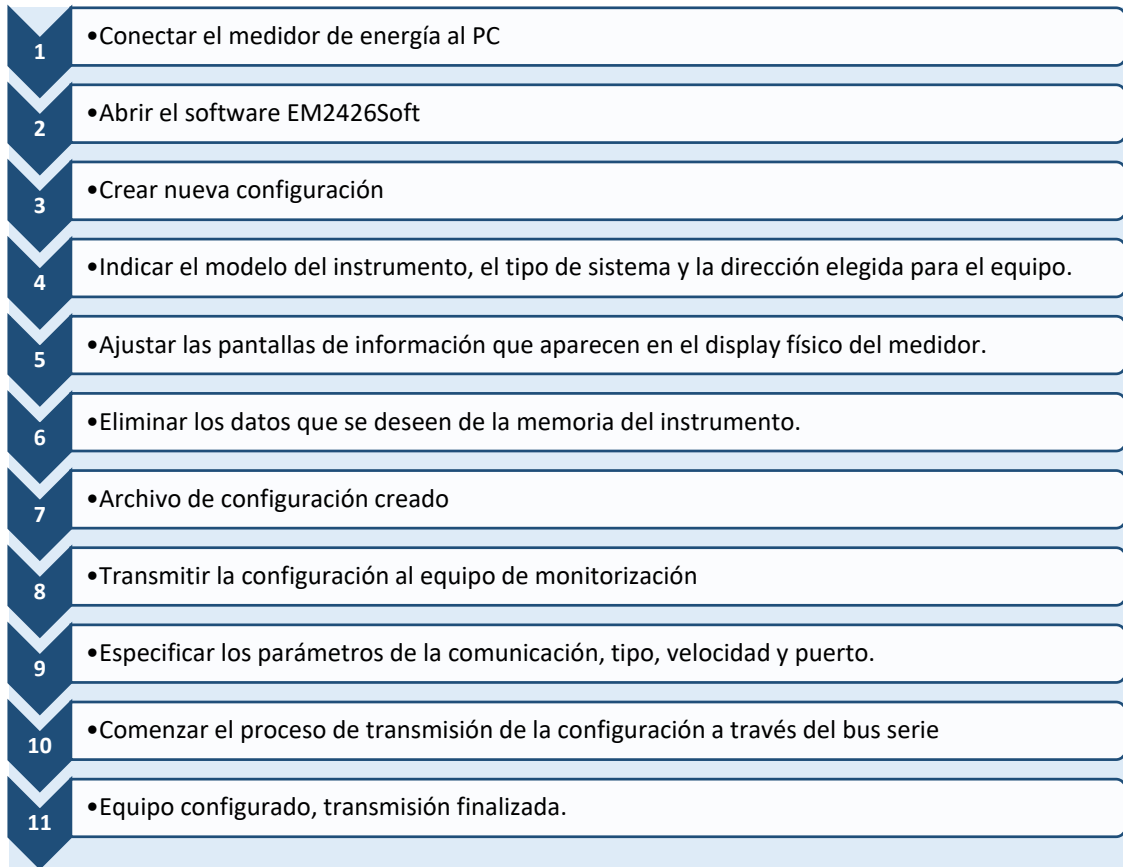 1
•Conectar el medidor de energía al PC
2
•Abrir el software EM2426Soft
3
•Crear nueva configuración
4
•Indicar el modelo del instrumento, el tipo de sistema y la dirección elegida para el equipo.
5
•Ajustar las pantallas de información que aparecen en el display físico del medidor.
6
•Eliminar los datos que se deseen de la memoria del instrumento.
7
•Archivo de configuración creado
8
•Transmitir la configuración al equipo de monitorización
9
•Especificar los parámetros de la comunicación, tipo, velocidad y puerto.
10
•Comenzar el proceso de transmisión de la configuración a través del bus serie
11
•Equipo configurado, transmisión finalizada.